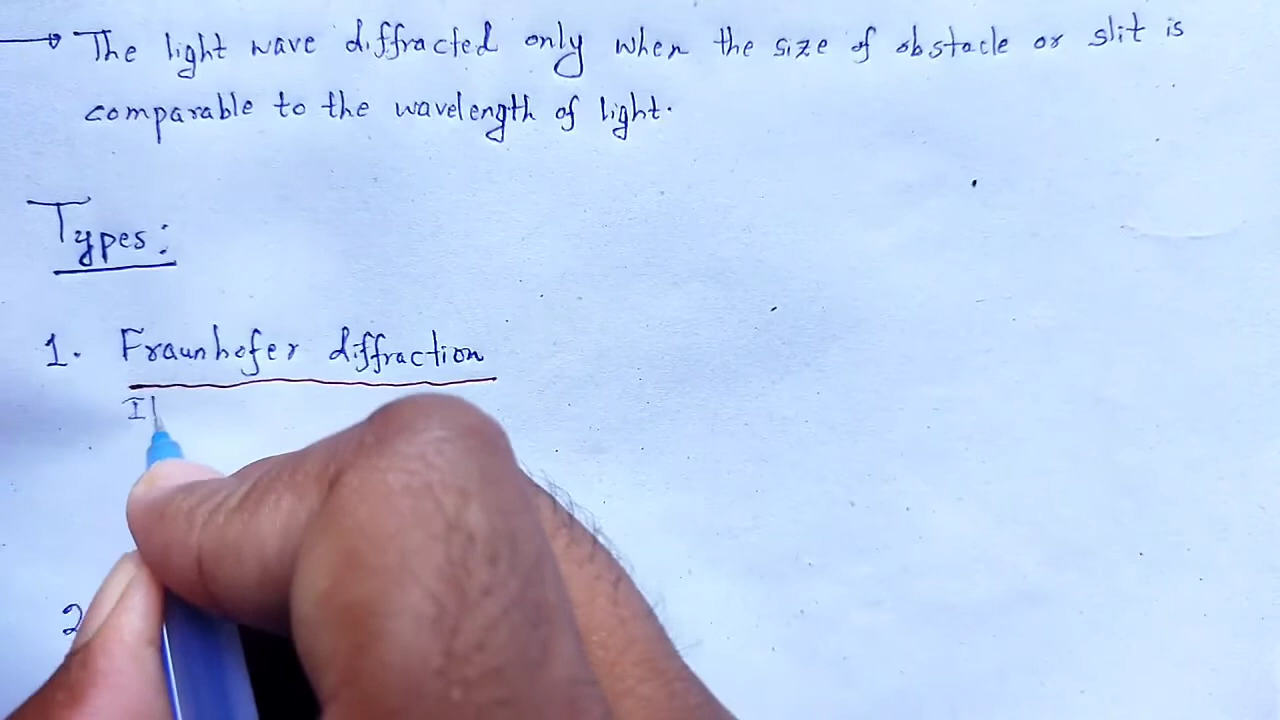 The light wave diffracted only when the size of obstacle or slit is
comparable to the wavelength of light.
Types:
1. Fraunhofer diffraction
2